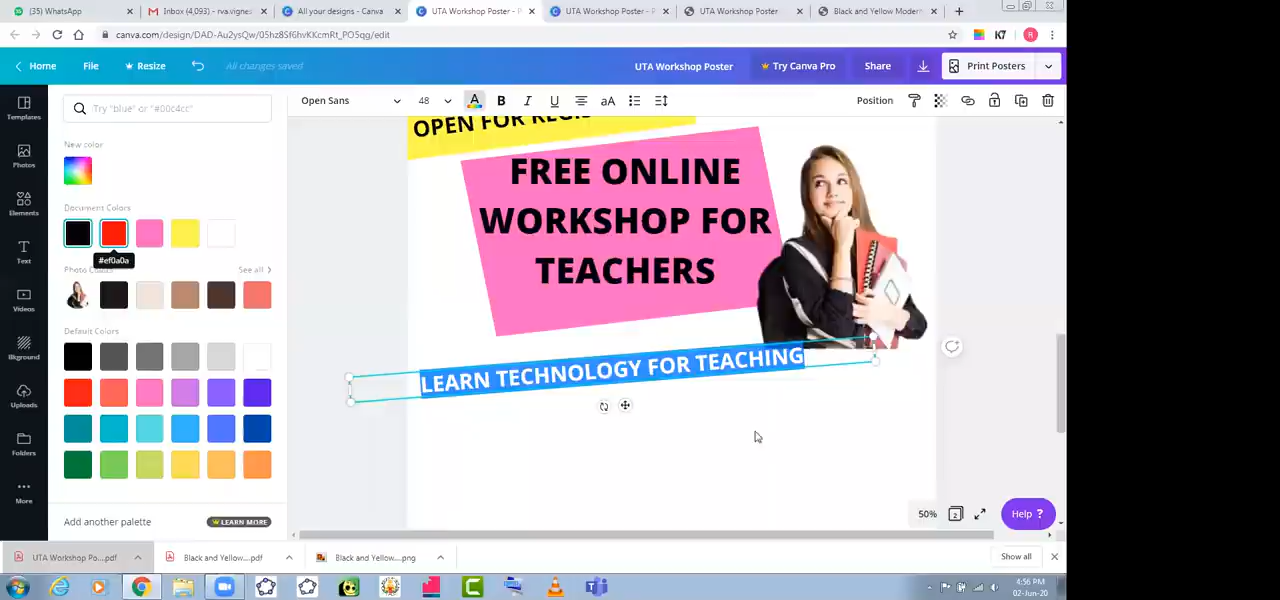 (35) WhatsApp
Inbox (4,093) - rva.vignes
All your designs - Canva
UTA Workshop Poster - P
UTA Workshop Poster - P
UTA Workshop Poster
Black and Yellow Modern
canva.com/design/DAD-Au2ysQw/05hz8Sf6hvKKcmRt_PO5qg/edit
K7
R
Home
File
Resize
All changes saved
UTA Workshop Poster
Try Canva Pro
Share
Print Posters
Templates
Photos
Elements
Text
Videos
Bkground
Uploads
Folders
More
Try "blue" or "#00c4cc"
New color
Document Colors
#ef0a0a
See all
Default Colors
Add another palette
LEARN MORE
Open Sans
48
A
B
I
U
aA
Position
FREE ONLINE
WORKSHOP FOR
TEACHERS
LEARN TECHNOLOGY FOR TEACHING
50%
2
Help ?
UTA Workshop Po....pdf
Black and Yellow....pdf
Black and Yellow....png
Show all
4:56 PM
02-Jun-20